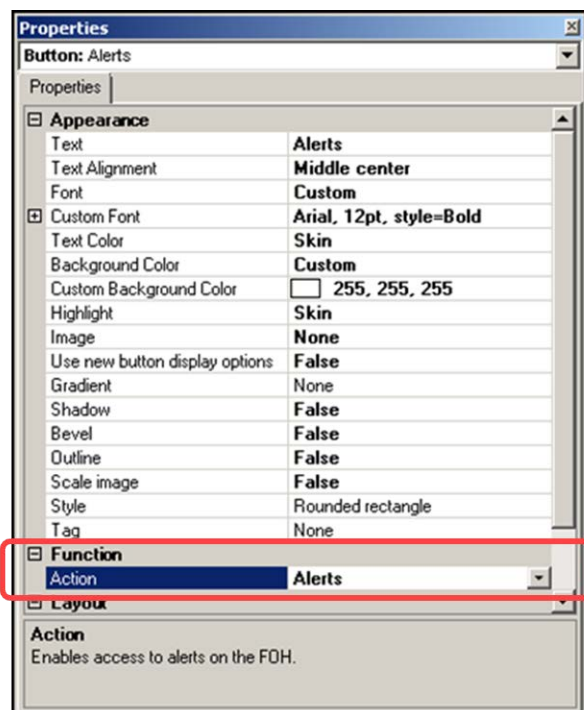 Properties
Button: Alerts
Properties
Appearance
Text Alerts
Text Alignment Middle center
Font Custom
Custom Font Arial, 12pt, style=Bold
Text Color Skin
Background Color Custom
Custom Background Color 255, 255, 255
Highlight Skin
Image None
Use new button display options False
Gradient None
Shadow False
Bevel False
Outline False
Scale image False
Style Rounded rectangle
Tag None
Function
Action Alerts
Layout
Action
Enables access to alerts on the FOH.